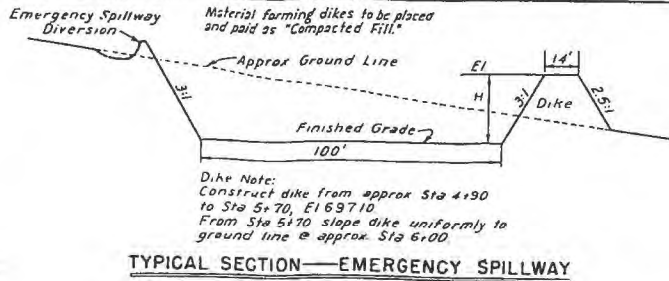 Emergency Spillway
Diversion
Material forming dikes to be placed
and paid as "Compacted Fill."
Approx Ground Line
El
14'
H
3:1
3:1
Dike
2.5:1
Finished Grade
100'
Dike Note:
Construct dike from approx Sta 4+90
to Sta 5+70, El 697.10
From Sta 5+70 slope dike uniformly to
ground line @ approx. Sta 6+00.
TYPICAL SECTION — EMERGENCY SPILLWAY